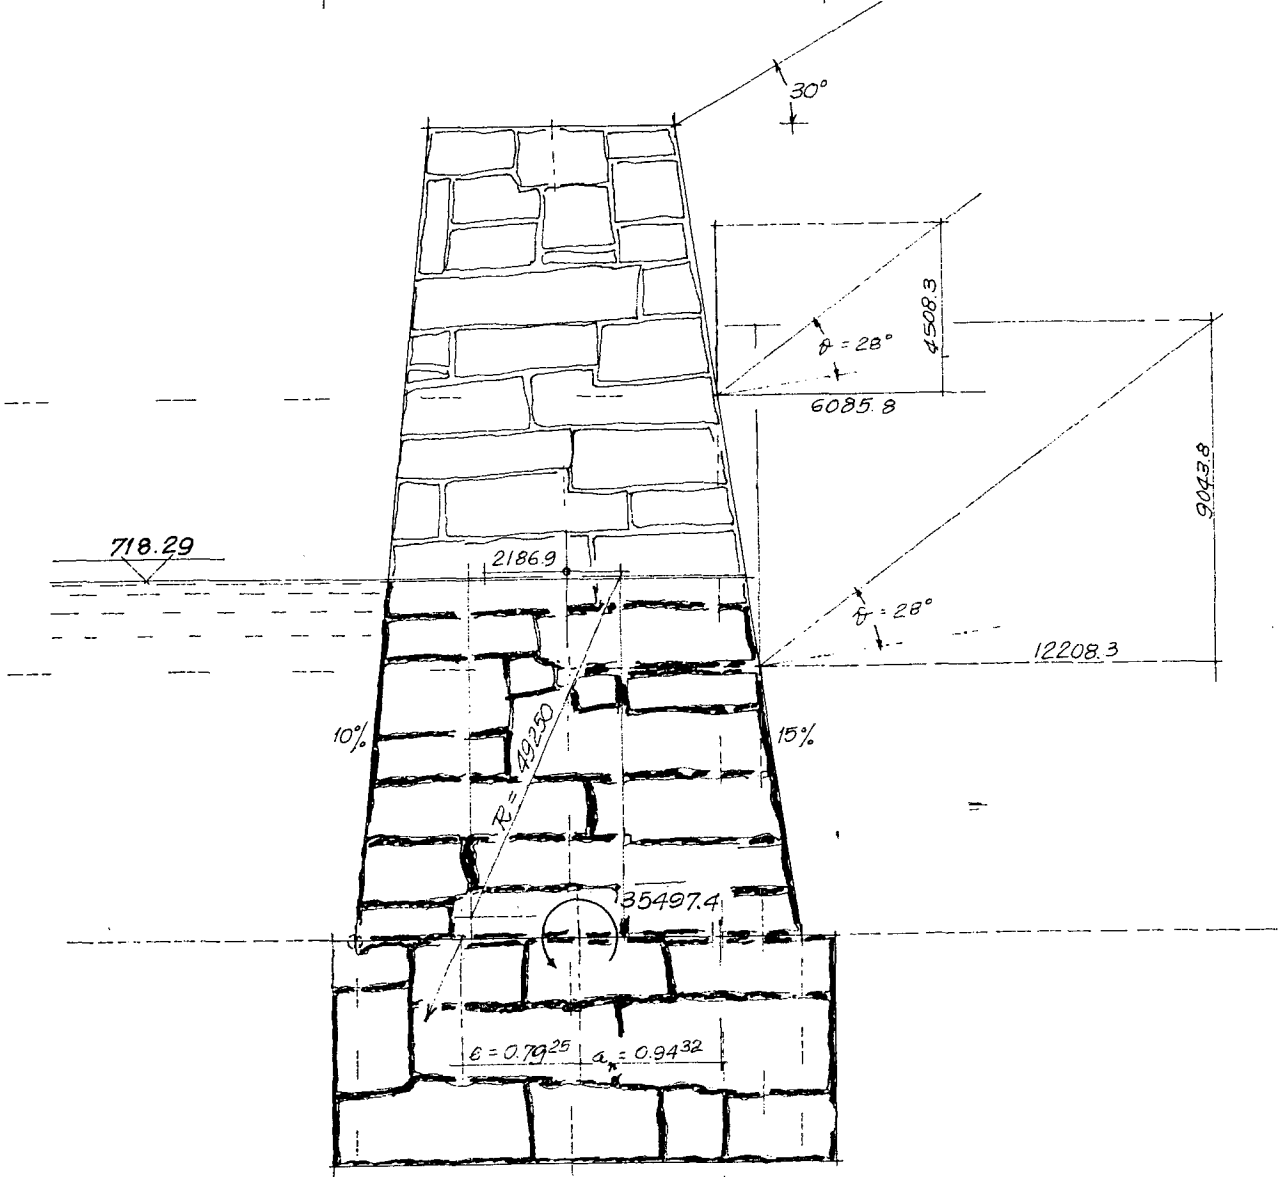 30°
4508.3
ϑ = 28°
6085.8
9043.8
718.29
2186.9
ϑ = 28°
12208.3
10%
R = 49250
15%
35497.4
e = 0.79²⁵ aₙ = 0.94³²